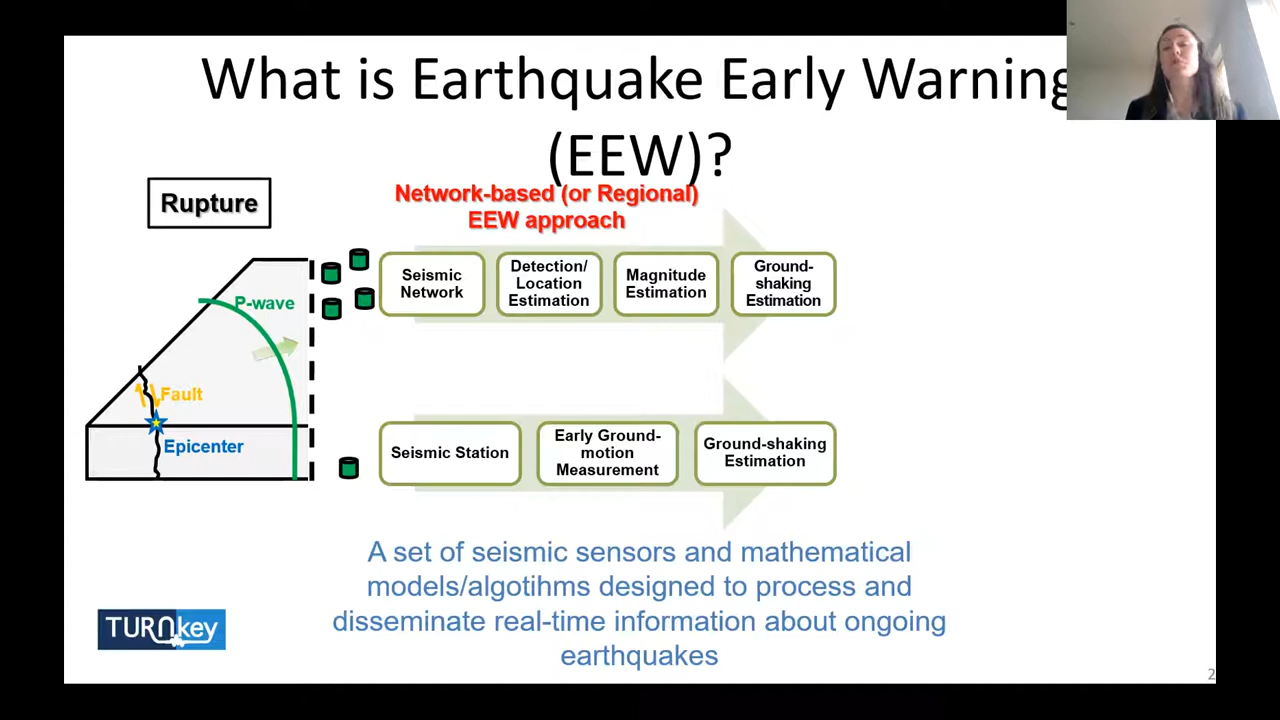 What is Earthquake Early Warning
(EEW)?
Rupture
Network-based (or Regional)
EEW approach
Seismic
Network
Detection/
Location
Estimation
Magnitude
Estimation
Ground-
shaking
Estimation
P-wave
Fault
Epicenter
Seismic Station
Early Ground-
motion
Measurement
Ground-shaking
Estimation
A set of seismic sensors and mathematical
models/algotihms designed to process and
disseminate real-time information about ongoing
earthquakes
TURNkey
2